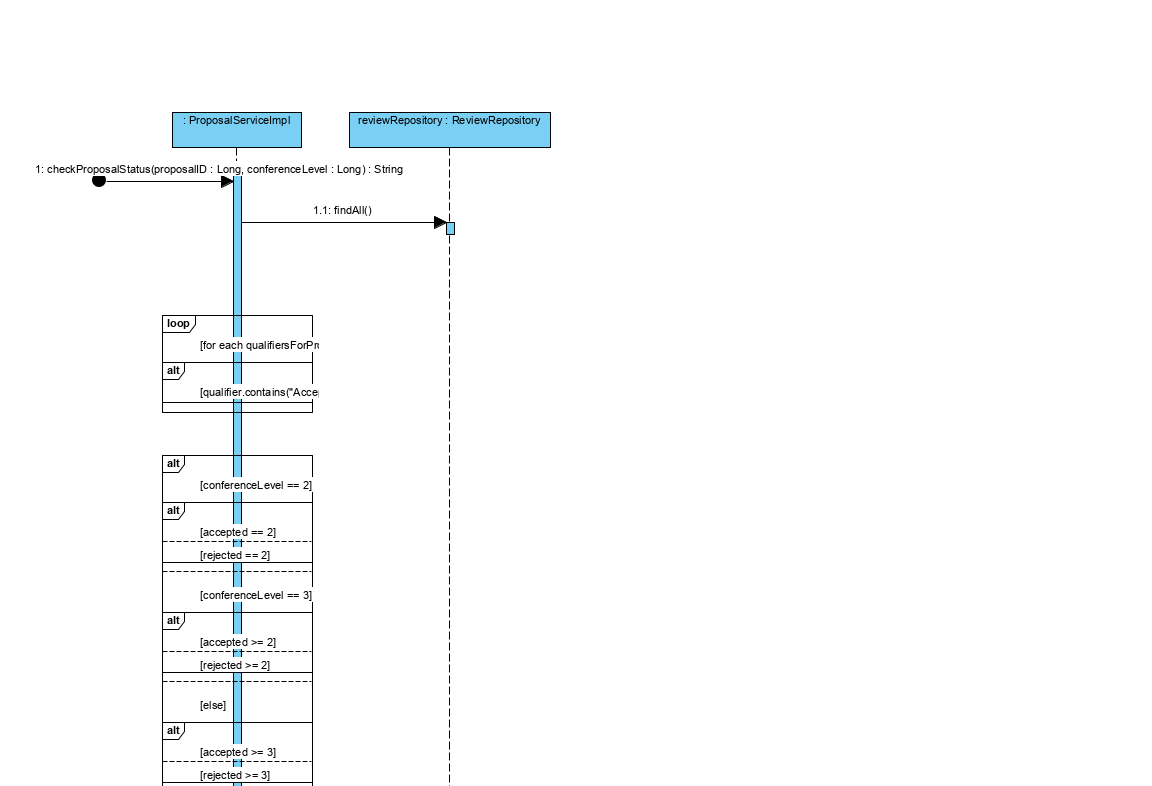 : ProposalServiceImpl
reviewRepository : ReviewRepository
1: checkProposalStatus(proposalID : Long, conferenceLevel : Long) : String
1.1: findAll()
loop
[for each qualifiersForPr
alt
[qualifier.contains("Acce
alt
[conferenceLevel == 2]
alt
[accepted == 2]
[rejected == 2]
[conferenceLevel == 3]
alt
[accepted >= 2]
[rejected >= 2]
[else]
alt
[accepted >= 3]
[rejected >= 3]